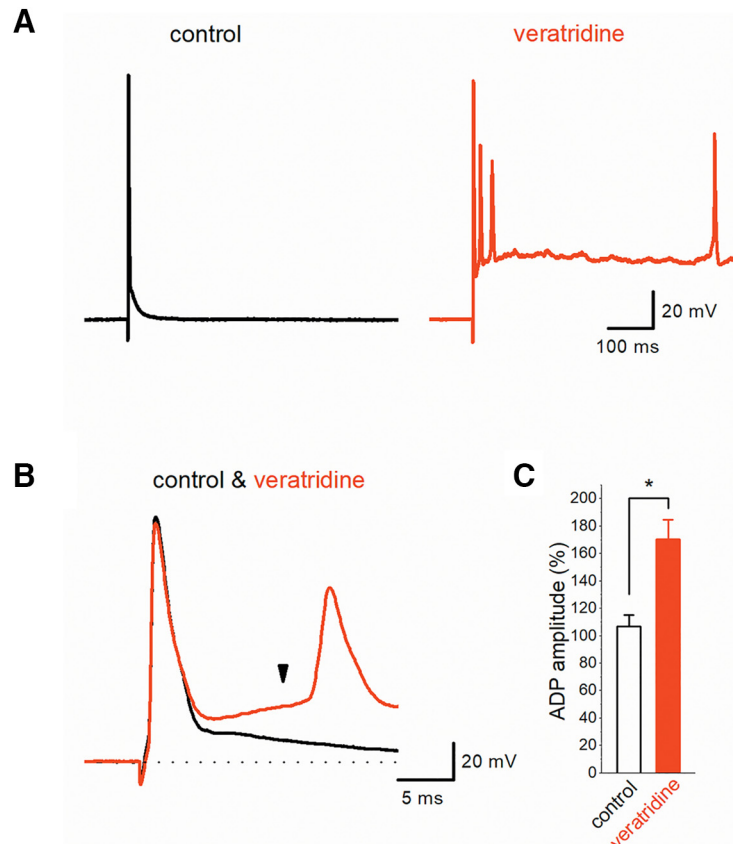 A
control
veratridine
20 mV
100 ms
B
control & veratridine
20 mV
5 ms
C
*
ADP amplitude (%)
200
180
160
140
120
100
80
60
40
20
0
control
veratridine